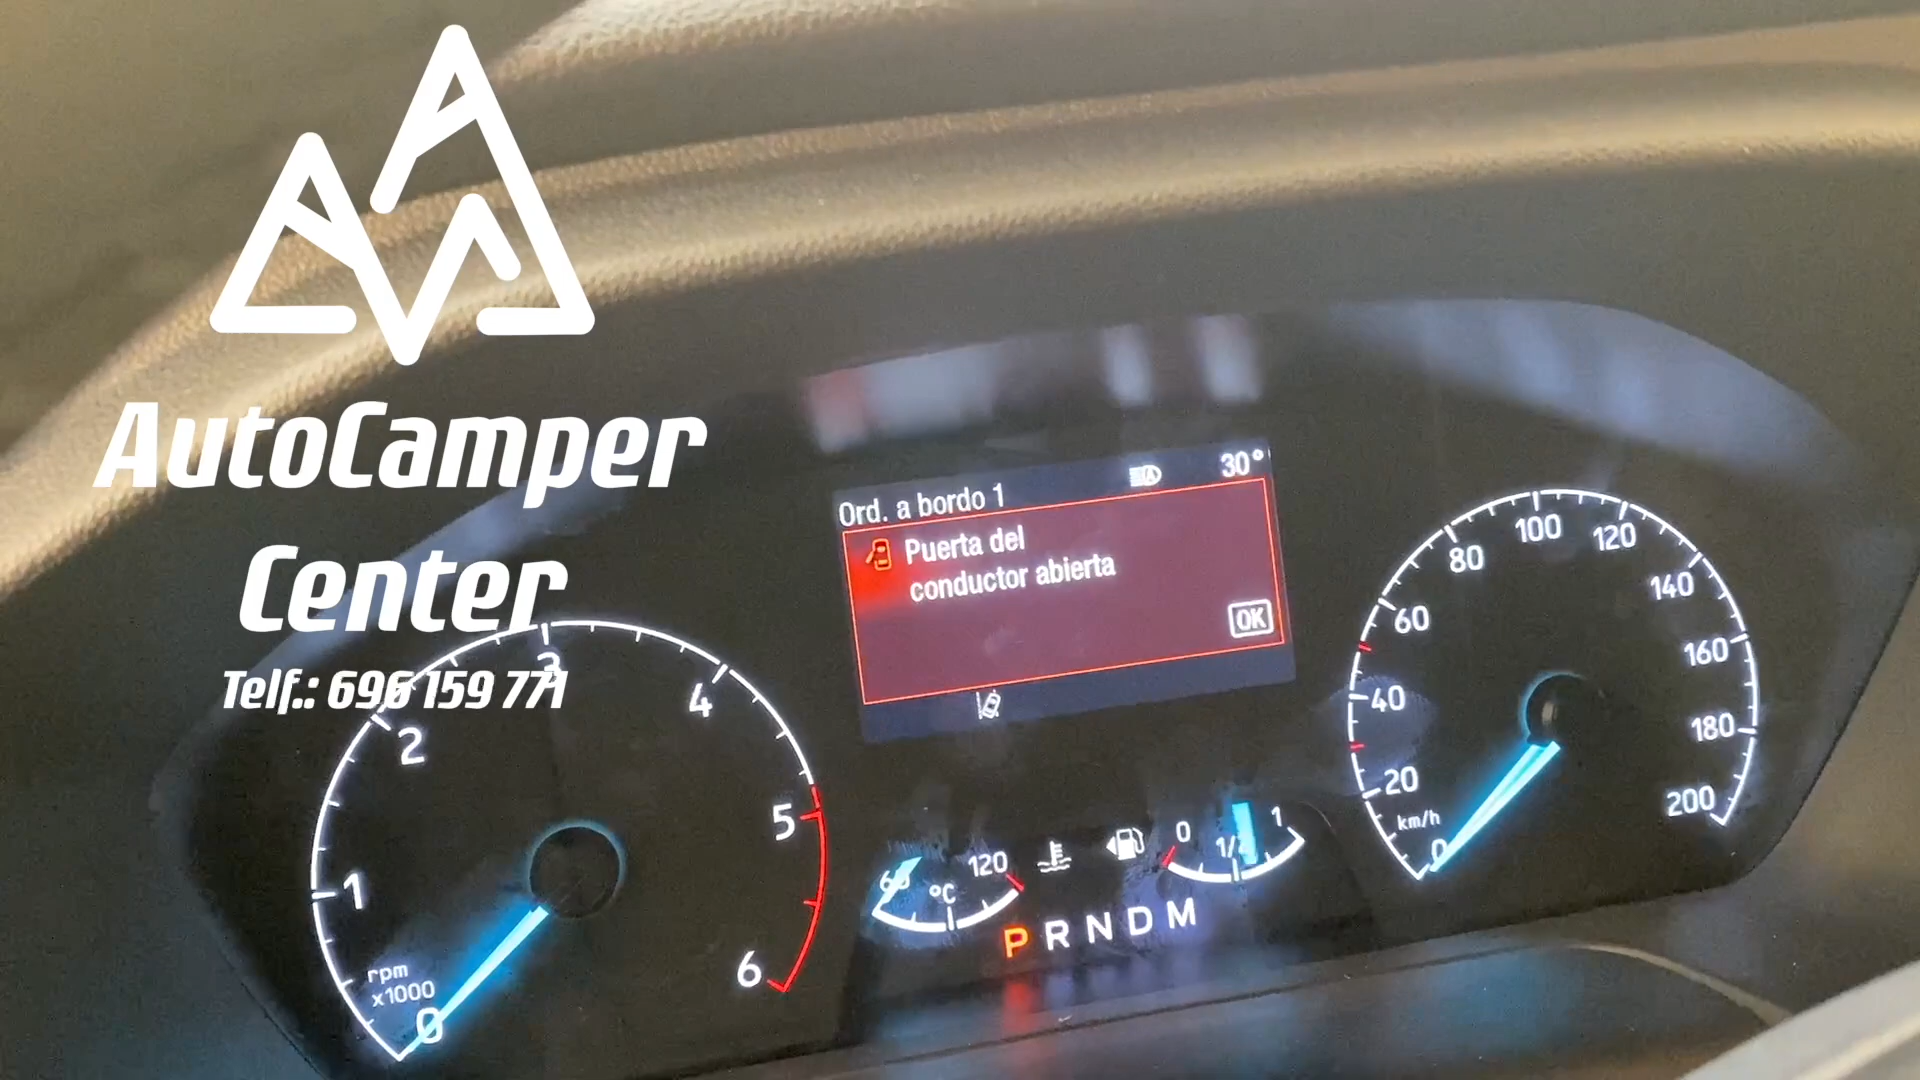 AutoCamper
Center
Telf.: 696 159 771
Ord. a bordo 1
30°
Puerta del
conductor abierta
OK
0
1
2
3
4
5
6
rpm
x1000
60
°C
120
0
1/2
1
P R N D M
0
20
40
60
80
100
120
140
160
180
200
km/h